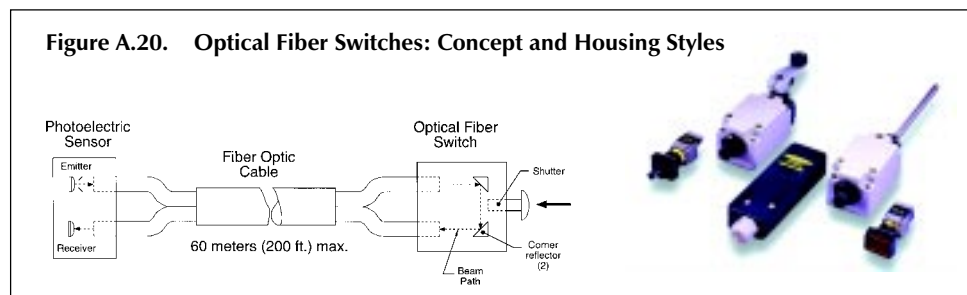 Figure A.20. Optical Fiber Switches: Concept and Housing Styles
Photoelectric
Sensor
Emitter
Receiver
Fiber Optic
Cable
60 meters (200 ft.) max.
Optical Fiber
Switch
Shutter
Corner
reflector
(2)
Beam
Path